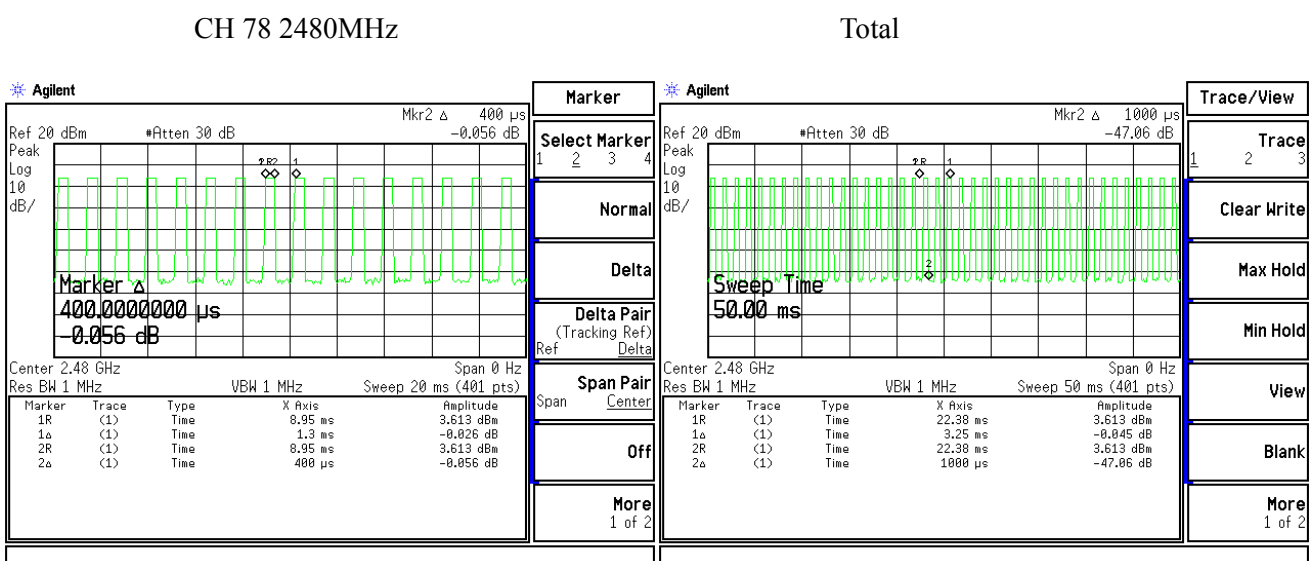 CH 78 2480MHz
Total
Agilent
Marker
Mkr2 Δ 400 µs
Ref 20 dBm #Atten 30 dB -0.056 dB
Peak
Log
10
dB/
2R2 1
Marker Δ
400.0000000 µs
-0.056 dB
Center 2.48 GHz Span 0 Hz
Res BW 1 MHz VBW 1 MHz Sweep 20 ms (401 pts)
Marker Trace Type X Axis Amplitude
1R (1) Time 8.95 ms 3.613 dBm
1Δ (1) Time 1.3 ms -0.026 dB
2R (1) Time 8.95 ms 3.613 dBm
2Δ (1) Time 400 µs -0.056 dB
Select Marker
1 2 3 4
Normal
Delta
Delta Pair
(Tracking Ref)
Ref Delta
Span Pair
Span Center
Off
More
1 of 2
Agilent
Trace/View
Mkr2 Δ 1000 µs
Ref 20 dBm #Atten 30 dB -47.06 dB
Peak
Log
10
dB/
2R 1
2
Sweep Time
50.00 ms
Center 2.48 GHz Span 0 Hz
Res BW 1 MHz VBW 1 MHz Sweep 50 ms (401 pts)
Marker Trace Type X Axis Amplitude
1R (1) Time 22.38 ms 3.613 dBm
1Δ (1) Time 3.25 ms -0.045 dB
2R (1) Time 22.38 ms 3.613 dBm
2Δ (1) Time 1000 µs -47.06 dB
Trace
1 2 3
Clear Write
Max Hold
Min Hold
View
Blank
More
1 of 2